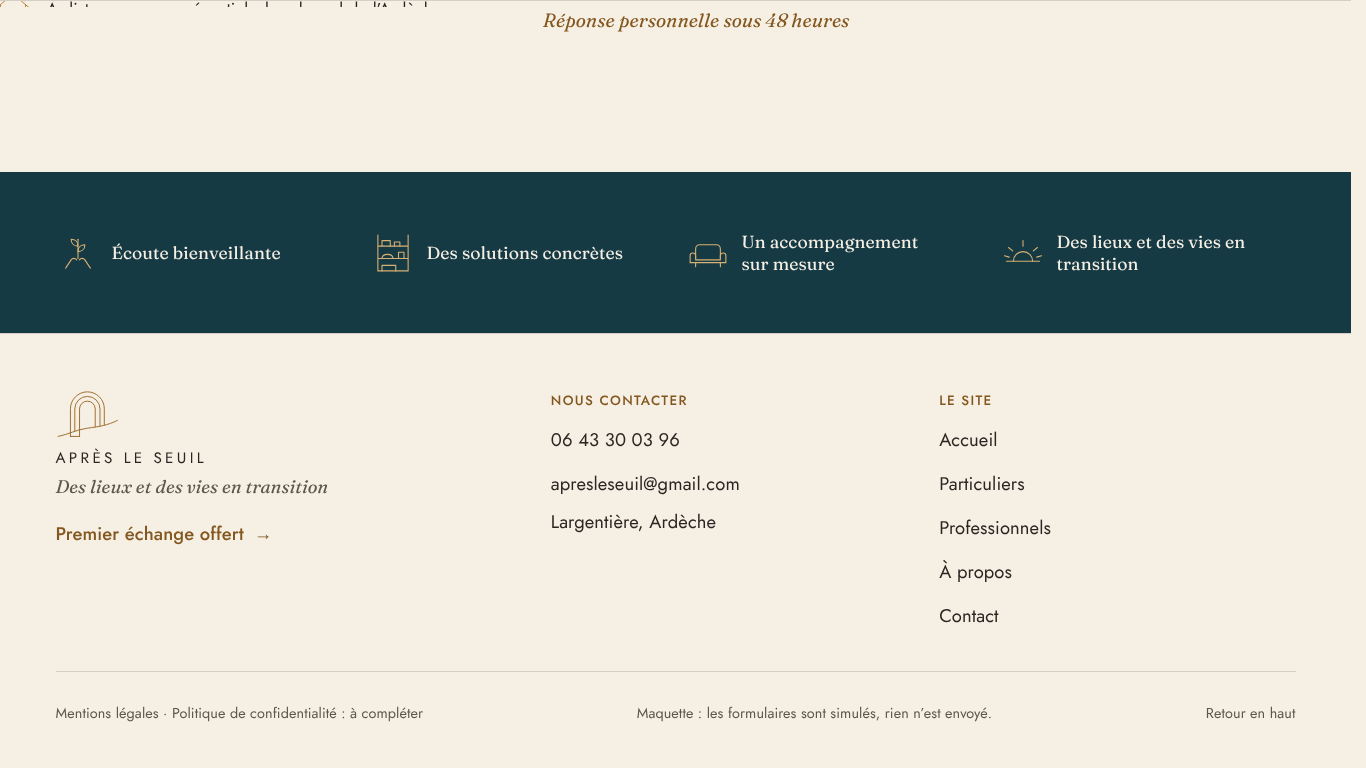 Réponse personnelle sous 48 heures
Écoute bienveillante
Des solutions concrètes
Un accompagnement
sur mesure
Des lieux et des vies en
transition
APRÈS LE SEUIL
Des lieux et des vies en transition
Premier échange offert →
NOUS CONTACTER
06 43 30 03 96
apresleseuil@gmail.com
Largentière, Ardèche
LE SITE
Accueil
Particuliers
Professionnels
À propos
Contact
Mentions légales · Politique de confidentialité : à compléter
Maquette : les formulaires sont simulés, rien n’est envoyé.
Retour en haut